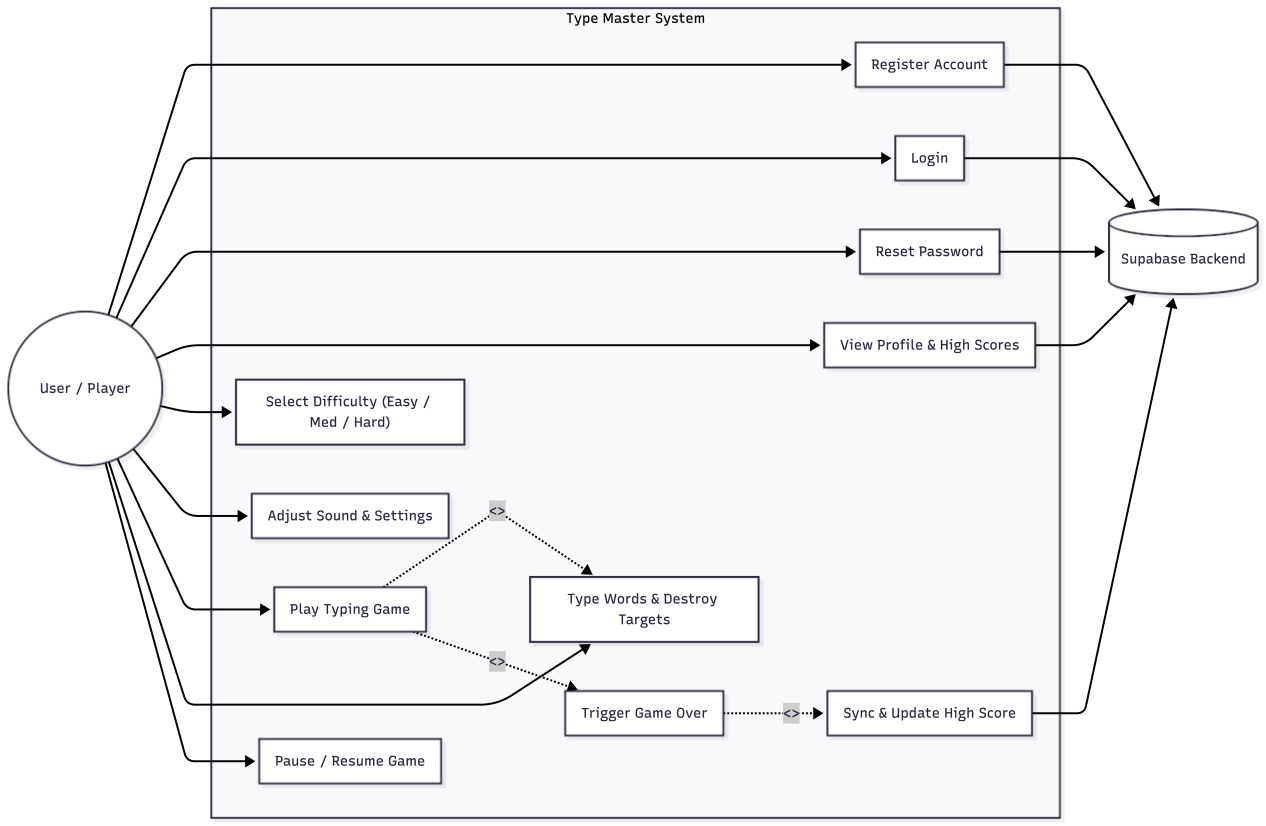 Type Master System
Register Account
Login
Reset Password
Supabase Backend
View Profile & High Scores
User / Player
Select Difficulty (Easy /
Med / Hard)
Adjust Sound & Settings
<>
Play Typing Game
Type Words & Destroy
Targets
<>
Trigger Game Over
<>
Sync & Update High Score
Pause / Resume Game